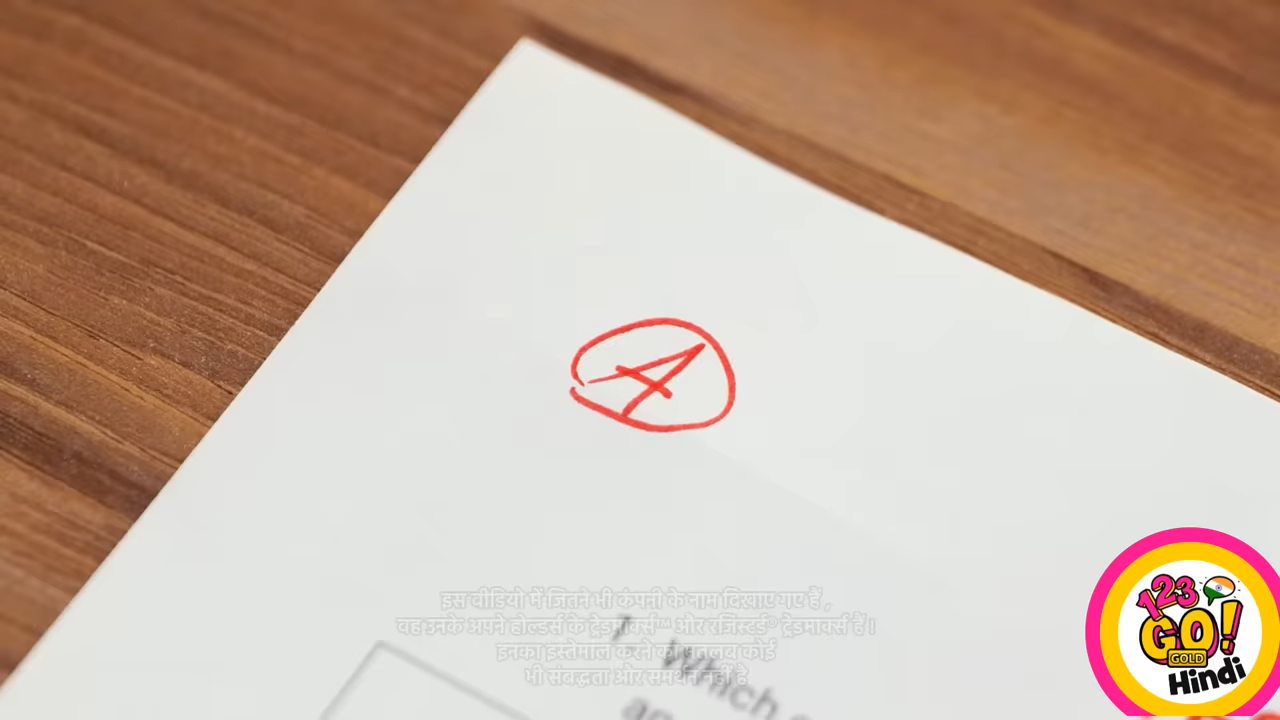 A
इस वीडियो में जितने भी कंपनी के नाम दिखाए गए हैं ,
वह उनके अपने होल्डर्स के ट्रेडमार्क्स™ और रजिस्टर्ड® ट्रेडमार्क्स हैं।
इनका इस्तेमाल करने का मतलब कोई
भी संबद्धता और समर्थन नहीं है
1. Which
123
GO!
GOLD
Hindi